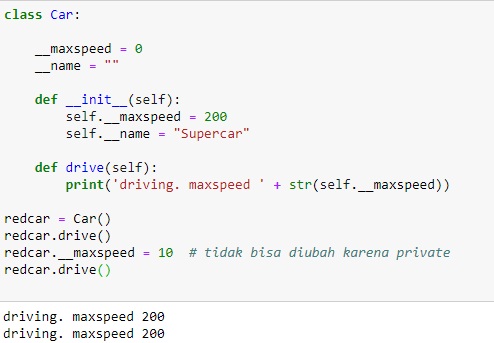 class Car:
__maxspeed = 0
__name = ""
def __init__(self):
self.__maxspeed = 200
self.__name = "Supercar"
def drive(self):
print('driving. maxspeed ' + str(self.__maxspeed))
redcar = Car()
redcar.drive()
redcar.__maxspeed = 10  # tidak bisa diubah karena private
redcar.drive()
driving. maxspeed 200
driving. maxspeed 200